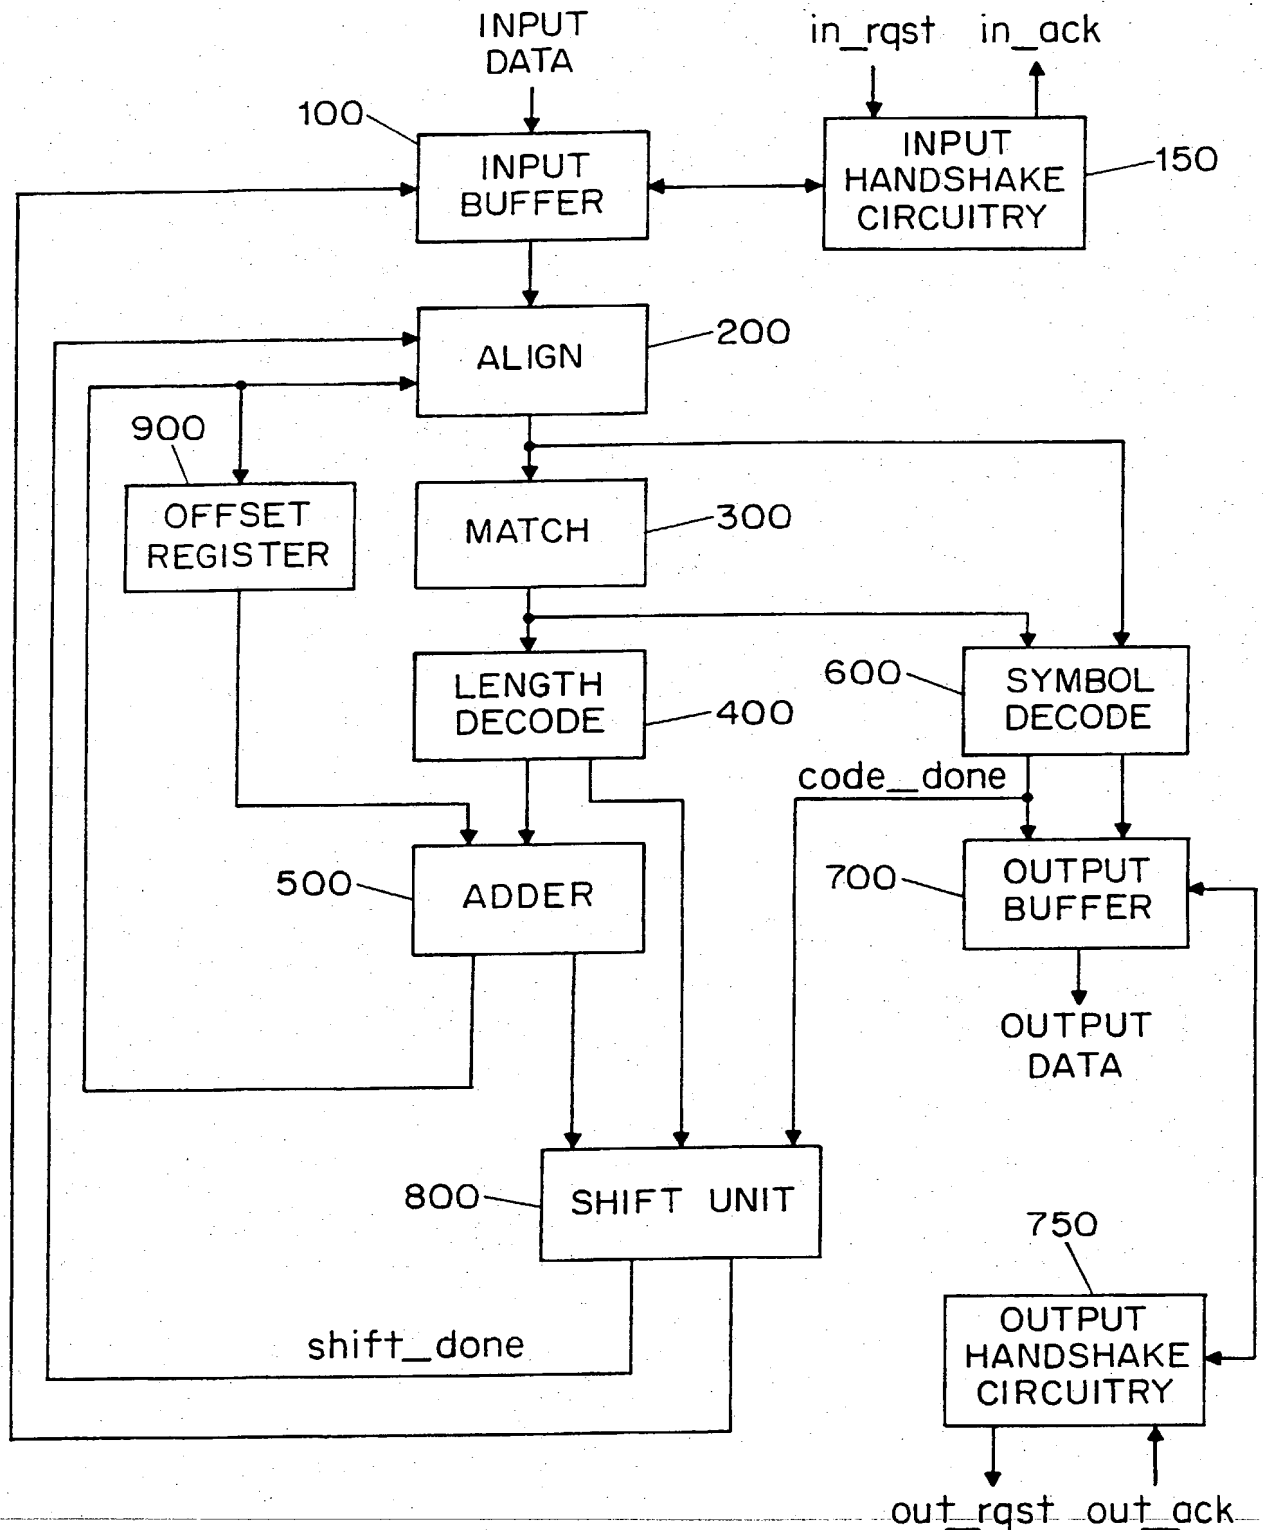 INPUT
DATA
in_rqst in_ack
100
INPUT
BUFFER
INPUT
HANDSHAKE
CIRCUITRY
150
ALIGN
200
900
OFFSET
REGISTER
MATCH
300
LENGTH
DECODE
400
600
SYMBOL
DECODE
code_done
500
ADDER
700
OUTPUT
BUFFER
OUTPUT
DATA
800
SHIFT UNIT
750
shift_done
OUTPUT
HANDSHAKE
CIRCUITRY
out_rqst out_ack